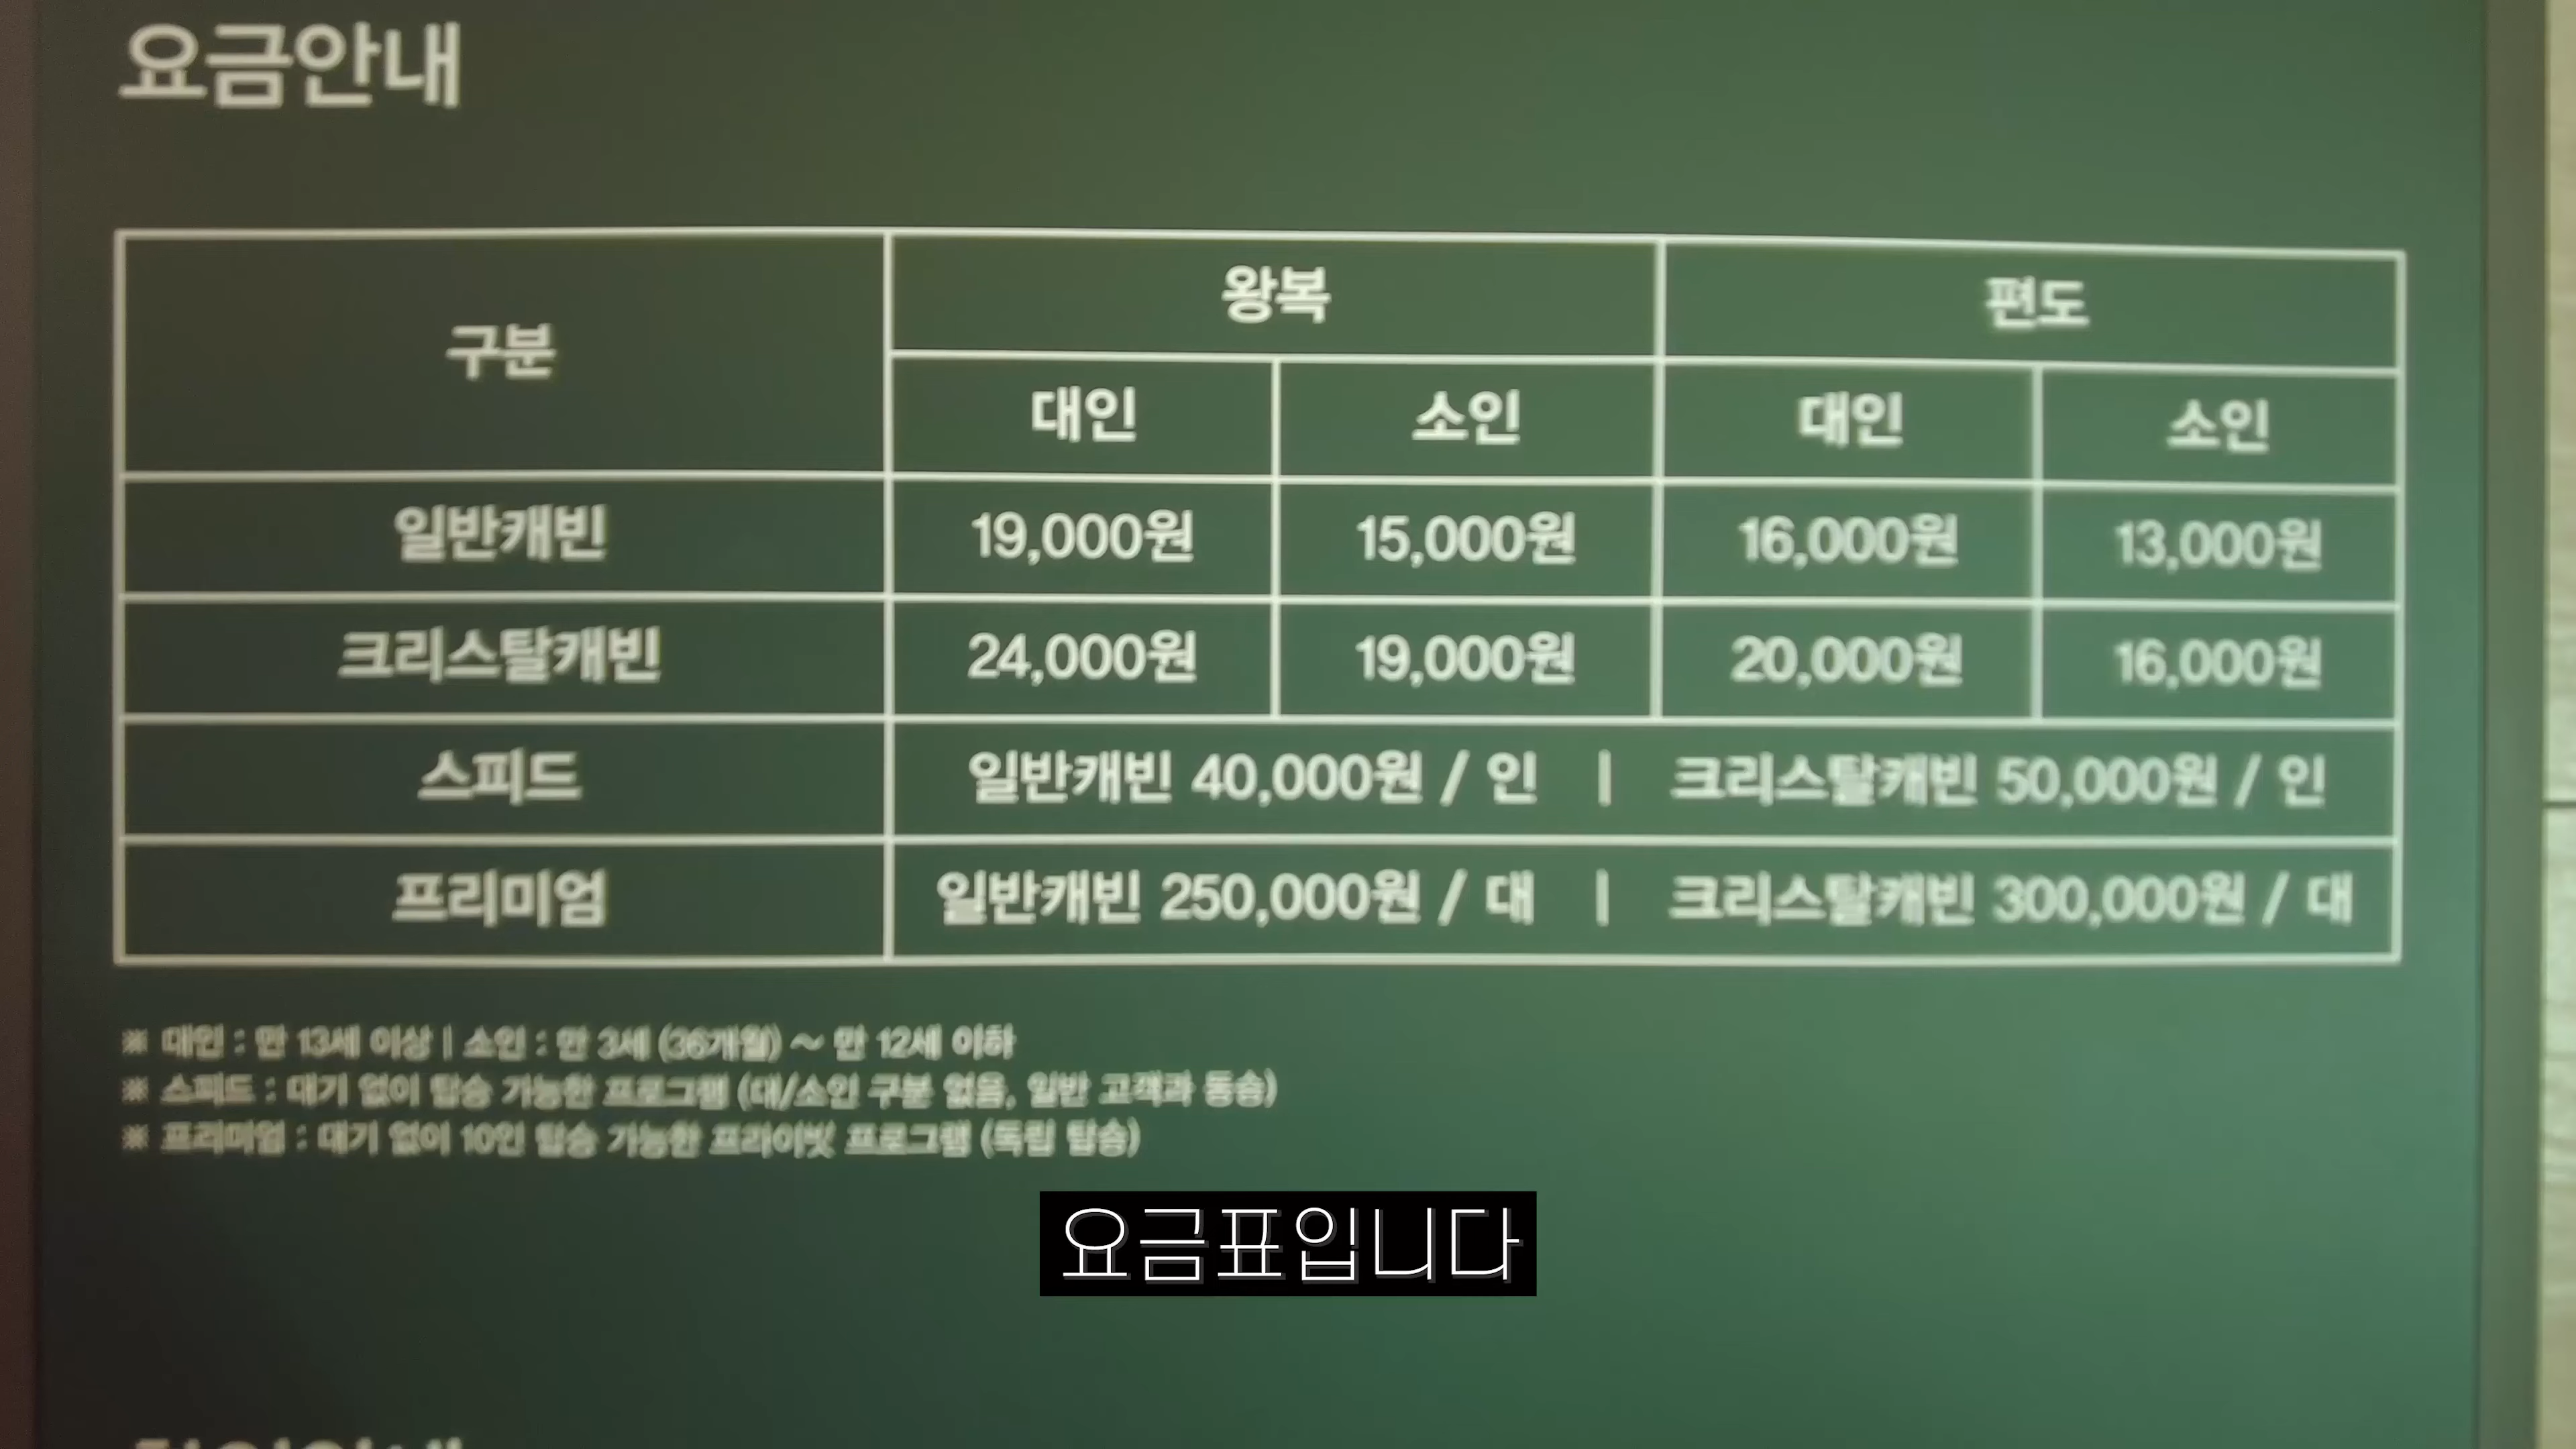 요금안내
구분 왕복 편도
대인 소인 대인 소인
일반캐빈 19,000원 15,000원 16,000원 13,000원
크리스탈캐빈 24,000원 19,000원 20,000원 16,000원
스피드 일반캐빈 40,000원 / 인 | 크리스탈캐빈 50,000원 / 인
프리미엄 일반캐빈 250,000원 / 대 | 크리스탈캐빈 300,000원 / 대
※ 대인 : 만 13세 이상 | 소인 : 만 3세 (36개월) ~ 만 12세 이하
※ 스피드 : 대기 없이 탑승 가능한 프로그램 (대/소인 구분 없음, 일반 고객과 동승)
※ 프리미엄 : 대기 없이 10인 탑승 가능한 프라이빗 프로그램 (독립 탑승)
요금표입니다